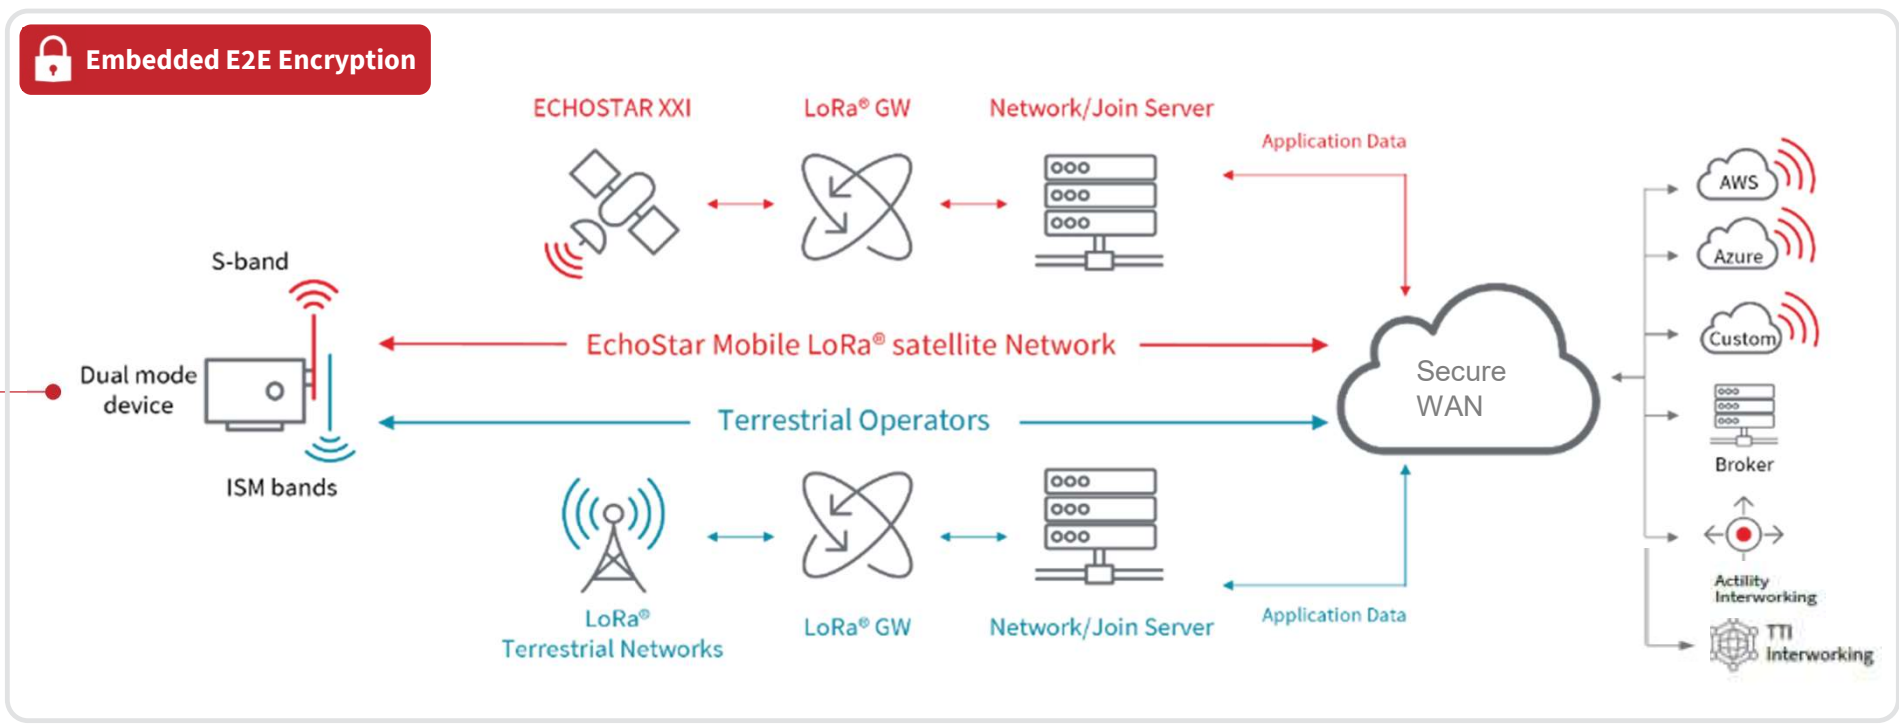 Embedded E2E Encryption
ECHOSTAR XXI
LoRa® GW
Network/Join Server
Application Data
S-band
Dual mode
device
ISM bands
EchoStar Mobile LoRa® satellite Network
Terrestrial Operators
Secure
WAN
LoRa®
Terrestrial Networks
LoRa® GW
Network/Join Server
Application Data
AWS
Azure
Custom
Broker
Actility
Interworking
TTI
Interworking